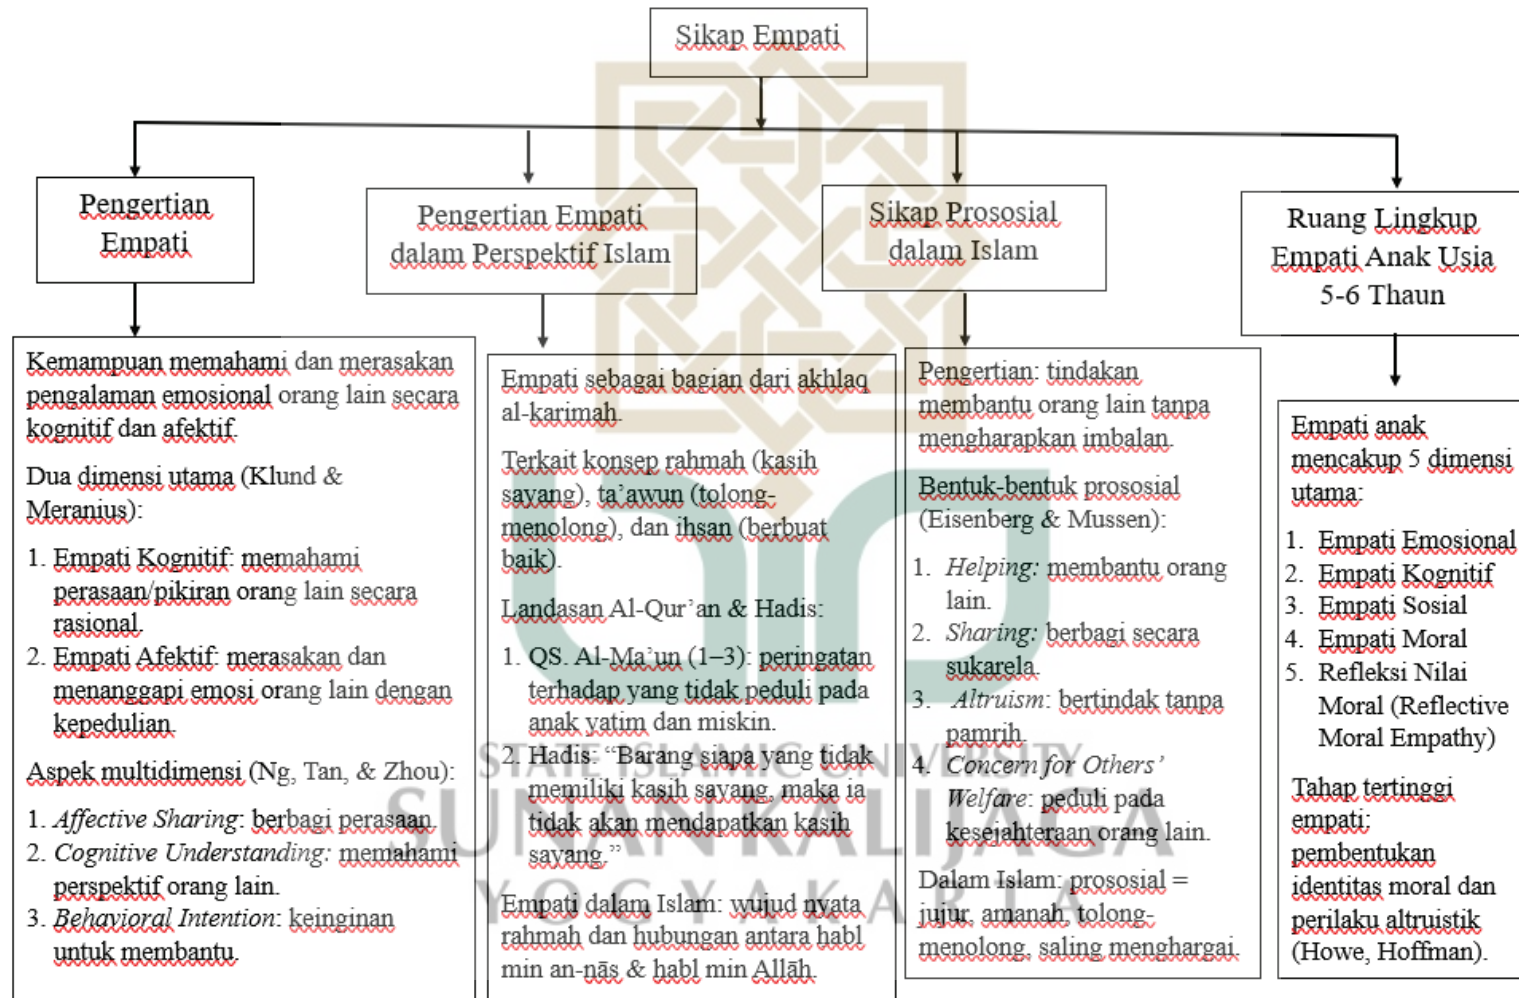 Sikap Empati
Pengertian
Empati
Pengertian Empati
dalam Perspektif Islam
Sikap Prososial
dalam Islam
Ruang Lingkup
Empati Anak Usia
5-6 Thaun
Kemampuan memahami dan merasakan
pengalaman emosional orang lain secara
kognitif dan afektif.
Dua dimensi utama (Klund &
Meranius):
1. Empati Kognitif: memahami
perasaan/pikiran orang lain secara
rasional.
2. Empati Afektif: merasakan dan
menanggapi emosi orang lain dengan
kepedulian.
Aspek multidimensi (Ng, Tan, & Zhou):
1. Affective Sharing: berbagi perasaan.
2. Cognitive Understanding: memahami
perspektif orang lain.
3. Behavioral Intention: keinginan
untuk membantu.
Empati sebagai bagian dari akhlaq
al-karimah.
Terkait konsep rahmah (kasih
sayang), ta’awun (tolong-
menolong), dan ihsan (berbuat
baik).
Landasan Al-Qur’an & Hadis:
1. QS. Al-Ma’un (1–3): peringatan
terhadap yang tidak peduli pada
anak yatim dan miskin.
2. Hadis: “Barang siapa yang tidak
memiliki kasih sayang, maka ia
tidak akan mendapatkan kasih
sayang.”
Empati dalam Islam: wujud nyata
rahmah dan hubungan antara habl
min an-nās & habl min Allāh.
Pengertian: tindakan
membantu orang lain tanpa
mengharapkan imbalan.
Bentuk-bentuk prososial
(Eisenberg & Mussen):
1. Helping: membantu orang
lain.
2. Sharing: berbagi secara
sukarela.
3. Altruism: bertindak tanpa
pamrih.
4. Concern for Others’
Welfare: peduli pada
kesejahteraan orang lain.
Dalam Islam: prososial =
jujur, amanah, tolong-
menolong, saling menghargai.
Empati anak
mencakup 5 dimensi
utama:
1. Empati Emosional
2. Empati Kognitif
3. Empati Sosial
4. Empati Moral
5. Refleksi Nilai
Moral (Reflective
Moral Empathy)
Tahap tertinggi
empati:
pembentukan
identitas moral dan
perilaku altruistik
(Howe, Hoffman).
STATE ISLAMIC UNIVERSITY
SUNAN KALIJAGA
YOGYAKARTA